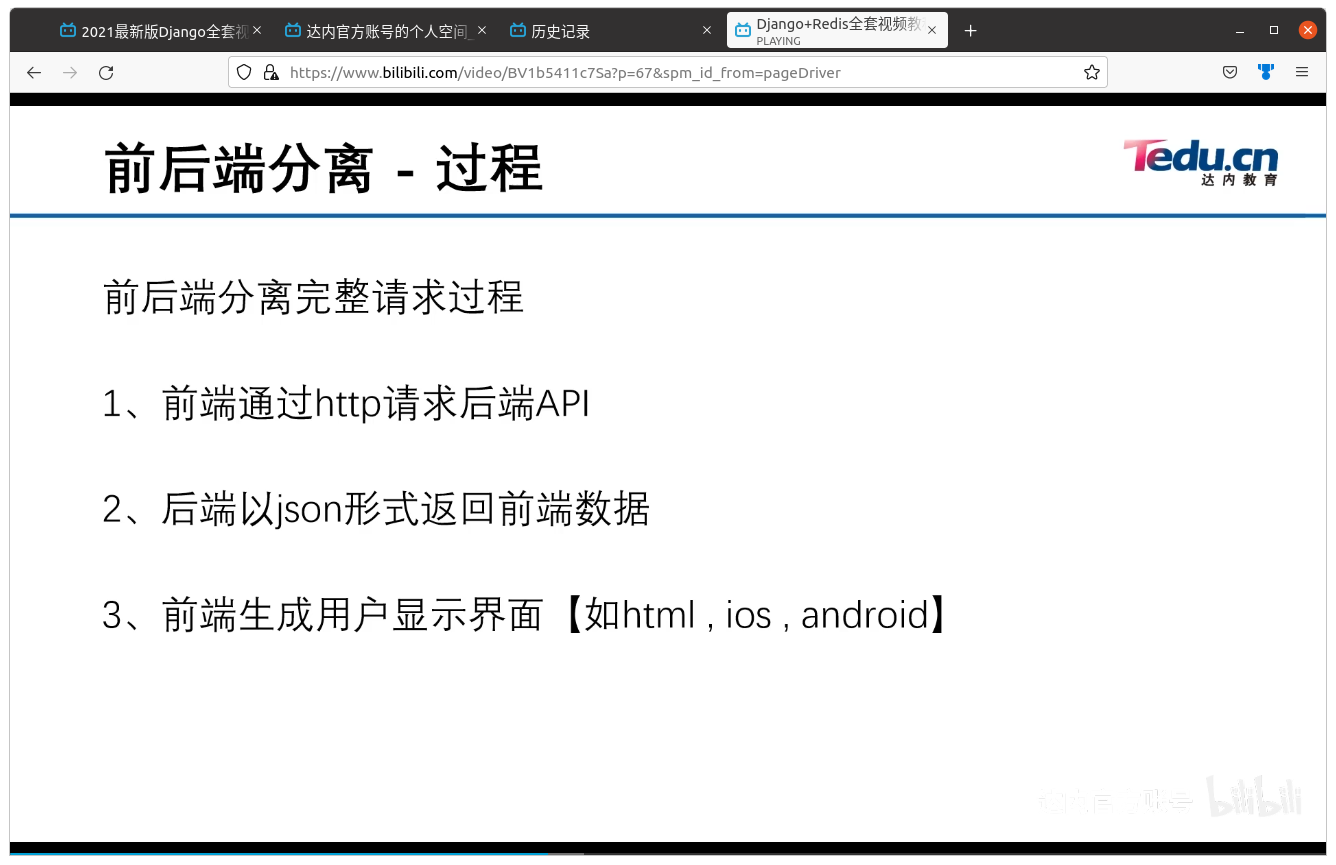 2021最新版Django全套视
达内官方账号的个人空间_
历史记录
Django+Redis全套视频教
PLAYING
https://www.bilibili.com/video/BV1b5411c7Sa?p=67&spm_id_from=pageDriver
前后端分离 - 过程
Tedu.cn
达内教育
前后端分离完整请求过程
1、前端通过http请求后端API
2、后端以json形式返回前端数据
3、前端生成用户显示界面【如html , ios , android】
bilibili